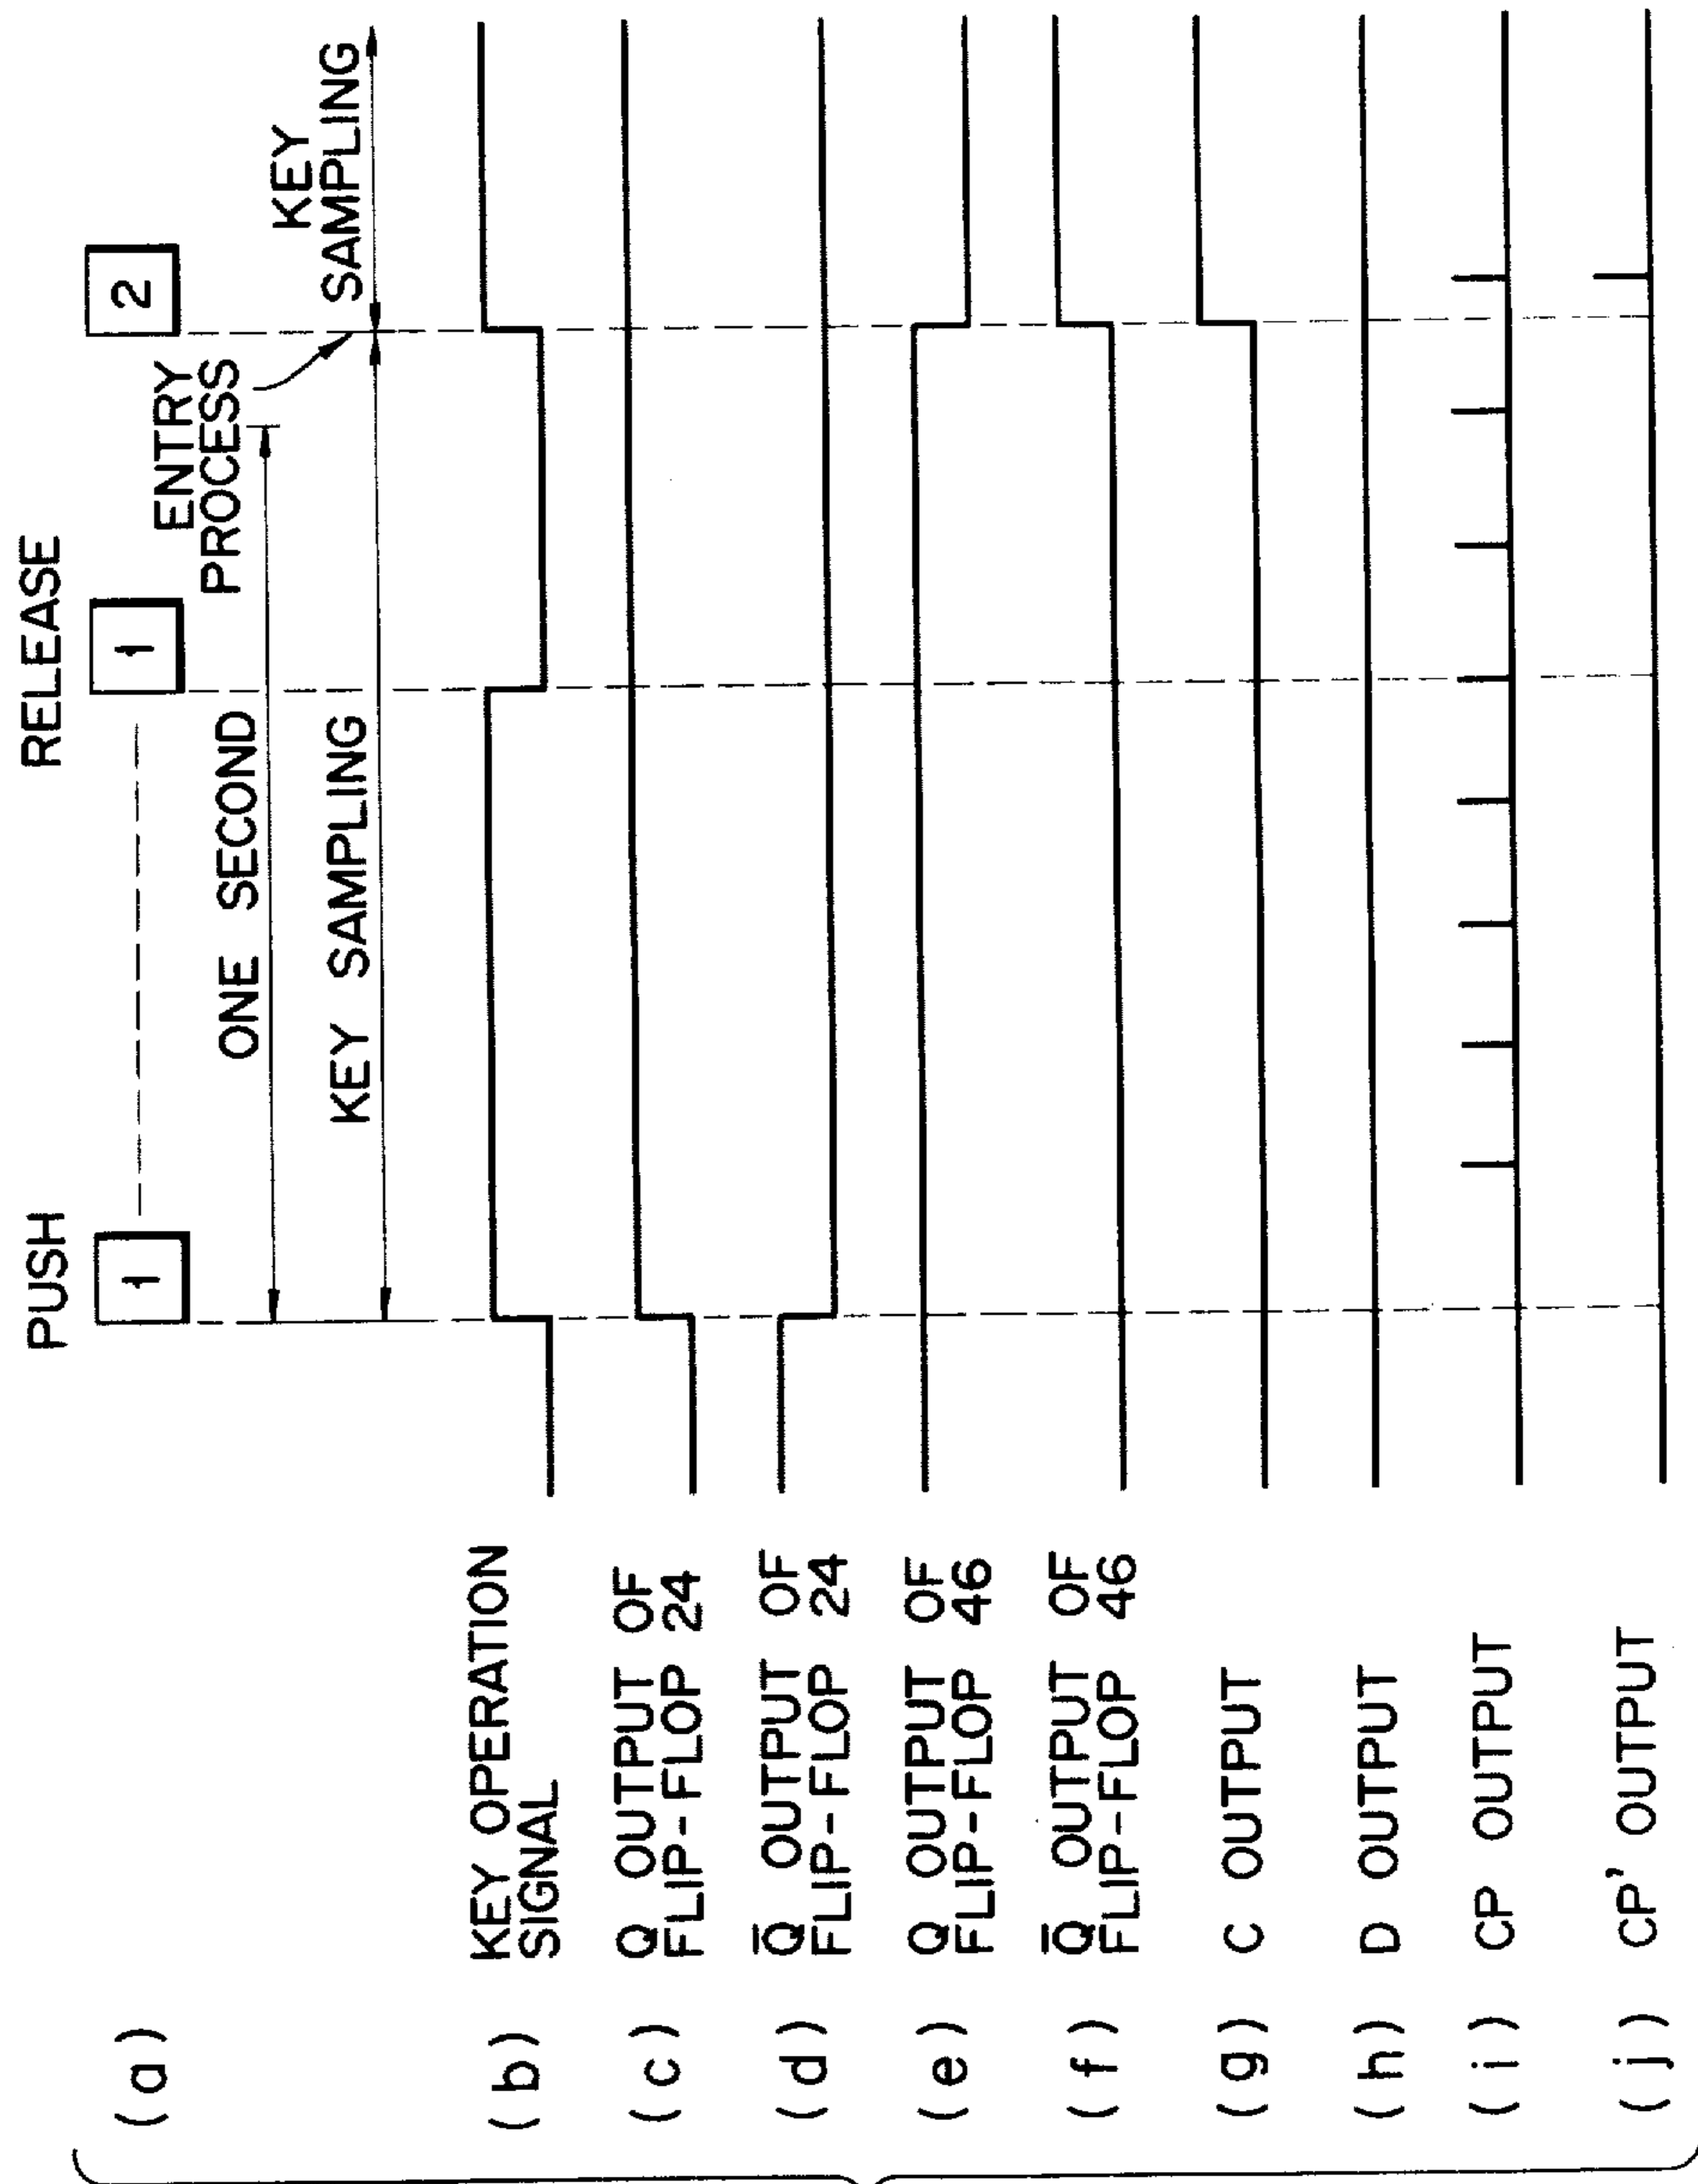 PUSH
RELEASE
(a)
1
1
2
ONE SECOND
ENTRY
PROCESS
KEY SAMPLING
KEY
SAMPLING
(b) KEY OPERATION
SIGNAL
(c) Q OUTPUT OF
FLIP-FLOP 24
(d) Q̅ OUTPUT OF
FLIP-FLOP 24
(e) Q OUTPUT OF
FLIP-FLOP 46
(f) Q̅ OUTPUT OF
FLIP-FLOP 46
(g) C OUTPUT
(h) D OUTPUT
(i) CP OUTPUT
(j) CP' OUTPUT